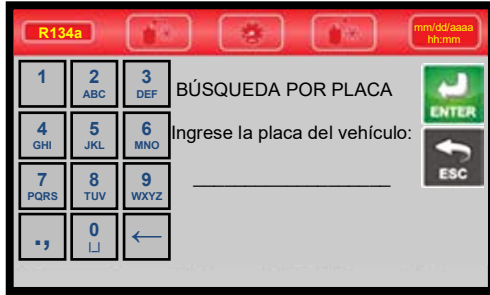 R134a
mm/dd/aaaa
hh:mm
1
2
ABC
3
DEF
BÚSQUEDA POR PLACA
ENTER
4
GHI
5
JKL
6
MNO
Ingrese la placa del vehículo:
ESC
7
PQRS
8
TUV
9
WXYZ
___________________
.,
0